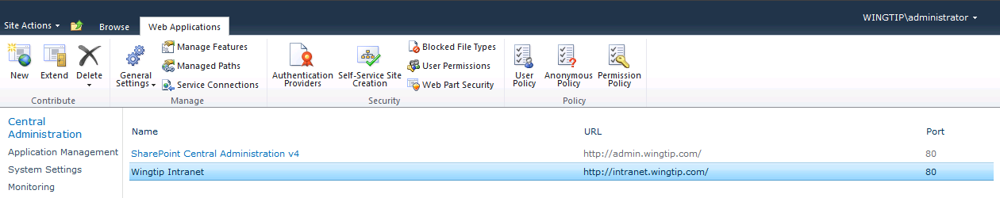 Site Actions Browse Web Applications WINGTIP\administrator
New Extend Delete General Settings Manage Features Managed Paths Service Connections Authentication Providers Self-Service Site Creation Blocked File Types User Permissions Web Part Security User Policy Anonymous Policy Permission Policy
Contribute Manage Security Policy
Central Administration
Application Management
System Settings
Monitoring
Name URL Port
SharePoint Central Administration v4 http://admin.wingtip.com/ 80
Wingtip Intranet http://intranet.wingtip.com/ 80